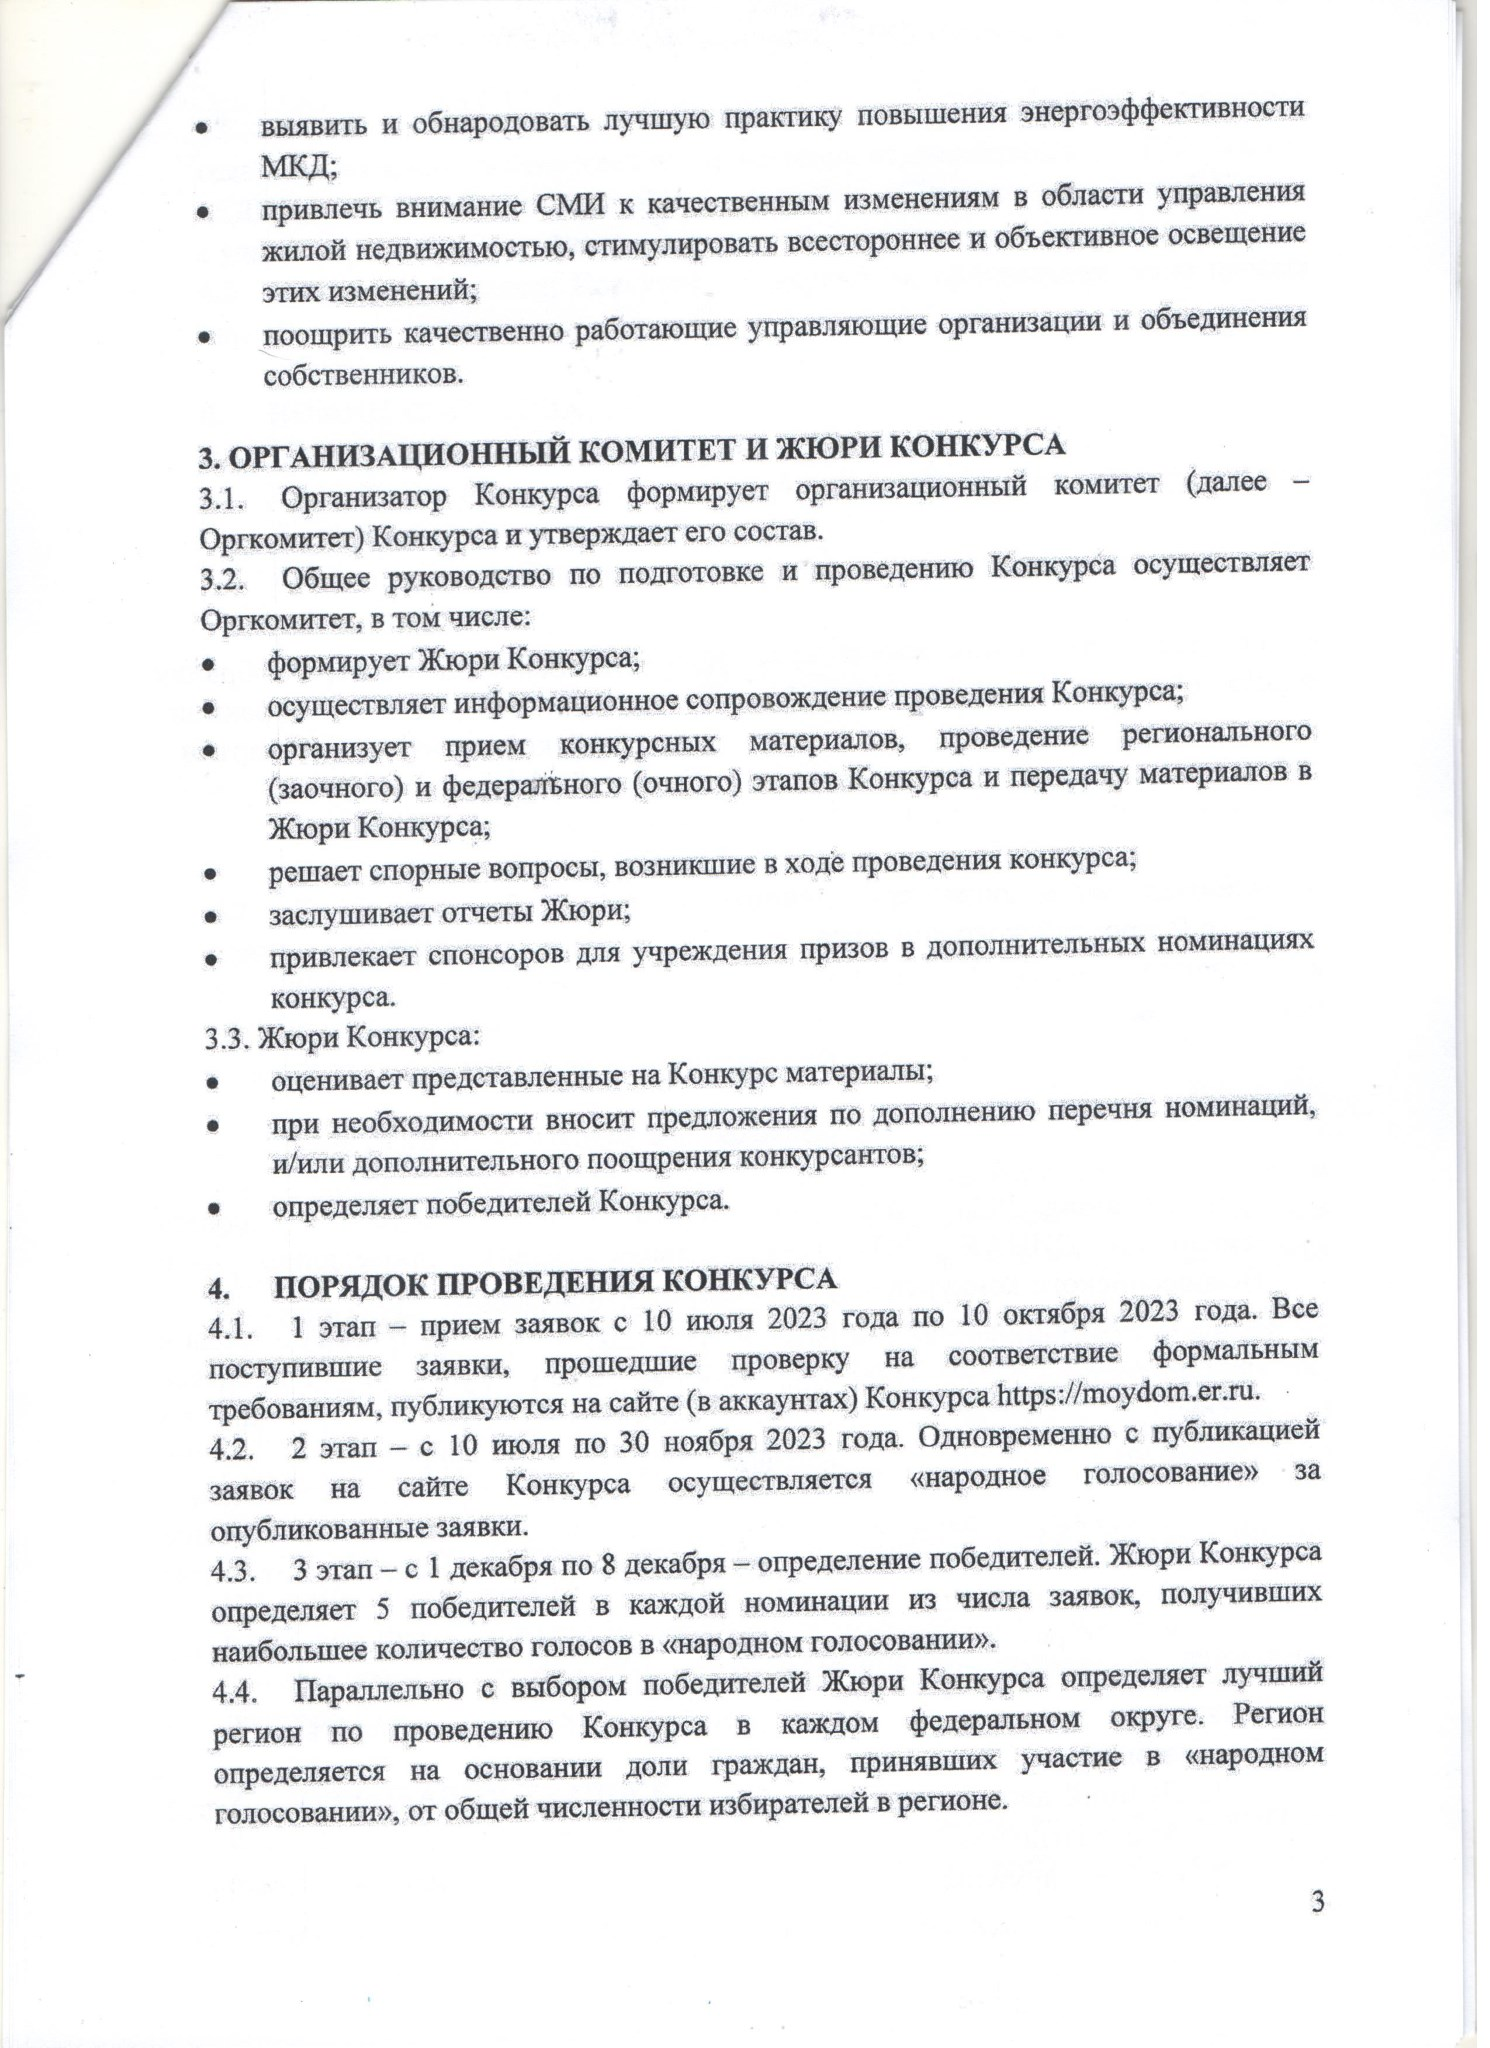 • выявить и обнародовать лучшую практику повышения энергоэффективности
МКД;
• привлечь внимание СМИ к качественным изменениям в области управления
жилой недвижимостью, стимулировать всестороннее и объективное освещение
этих изменений;
• поощрить качественно работающие управляющие организации и объединения
собственников.
3. ОРГАНИЗАЦИОННЫЙ КОМИТЕТ И ЖЮРИ КОНКУРСА
3.1. Организатор Конкурса формирует организационный комитет (далее –
Оргкомитет) Конкурса и утверждает его состав.
3.2. Общее руководство по подготовке и проведению Конкурса осуществляет
Оргкомитет, в том числе:
• формирует Жюри Конкурса;
• осуществляет информационное сопровождение проведения Конкурса;
• организует прием конкурсных материалов, проведение регионального
(заочного) и федерального (очного) этапов Конкурса и передачу материалов в
Жюри Конкурса;
• решает спорные вопросы, возникшие в ходе проведения конкурса;
• заслушивает отчеты Жюри;
• привлекает спонсоров для учреждения призов в дополнительных номинациях
конкурса.
3.3. Жюри Конкурса:
• оценивает представленные на Конкурс материалы;
• при необходимости вносит предложения по дополнению перечня номинаций,
и/или дополнительного поощрения конкурсантов;
• определяет победителей Конкурса.
4. ПОРЯДОК ПРОВЕДЕНИЯ КОНКУРСА
4.1. 1 этап – прием заявок с 10 июля 2023 года по 10 октября 2023 года. Все
поступившие заявки, прошедшие проверку на соответствие формальным
требованиям, публикуются на сайте (в аккаунтах) Конкурса https://moydom.er.ru.
4.2. 2 этап – с 10 июля по 30 ноября 2023 года. Одновременно с публикацией
заявок на сайте Конкурса осуществляется «народное голосование» за
опубликованные заявки.
4.3. 3 этап – с 1 декабря по 8 декабря – определение победителей. Жюри Конкурса
определяет 5 победителей в каждой номинации из числа заявок, получивших
наибольшее количество голосов в «народном голосовании».
4.4. Параллельно с выбором победителей Жюри Конкурса определяет лучший
регион по проведению Конкурса в каждом федеральном округе. Регион
определяется на основании доли граждан, принявших участие в «народном
голосовании», от общей численности избирателей в регионе.
3